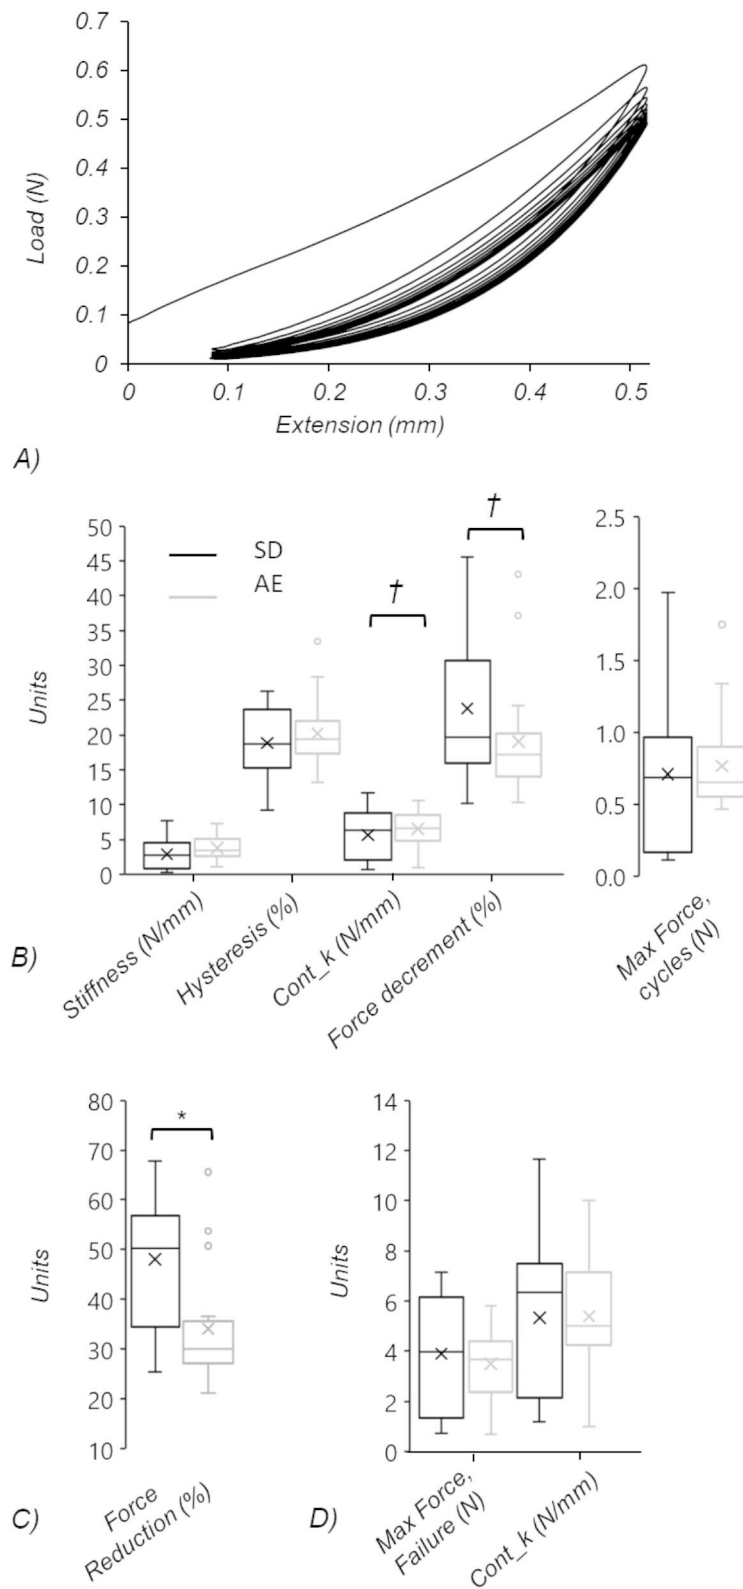 0.7
0.6
0.5
0.4
0.3
0.2
0.1
0
Load (N)
0 0.1 0.2 0.3 0.4 0.5
Extension (mm)
A)
† †
50
45
40
35
30
25
20
15
10
5
0
Units
SD
AE
2.5
2.0
1.5
1.0
0.5
0.0
Stiffness (N/mm)
Hysteresis (%)
Cont_k (N/mm)
Force decrement (%)
Max Force,
cycles (N)
B)
80
70
60
50
40
30
20
10
Units
*
Force
Reduction (%)
C)
14
12
10
8
6
4
2
0
Units
Max Force,
Failure (N)
Cont_k (N/mm)
D)